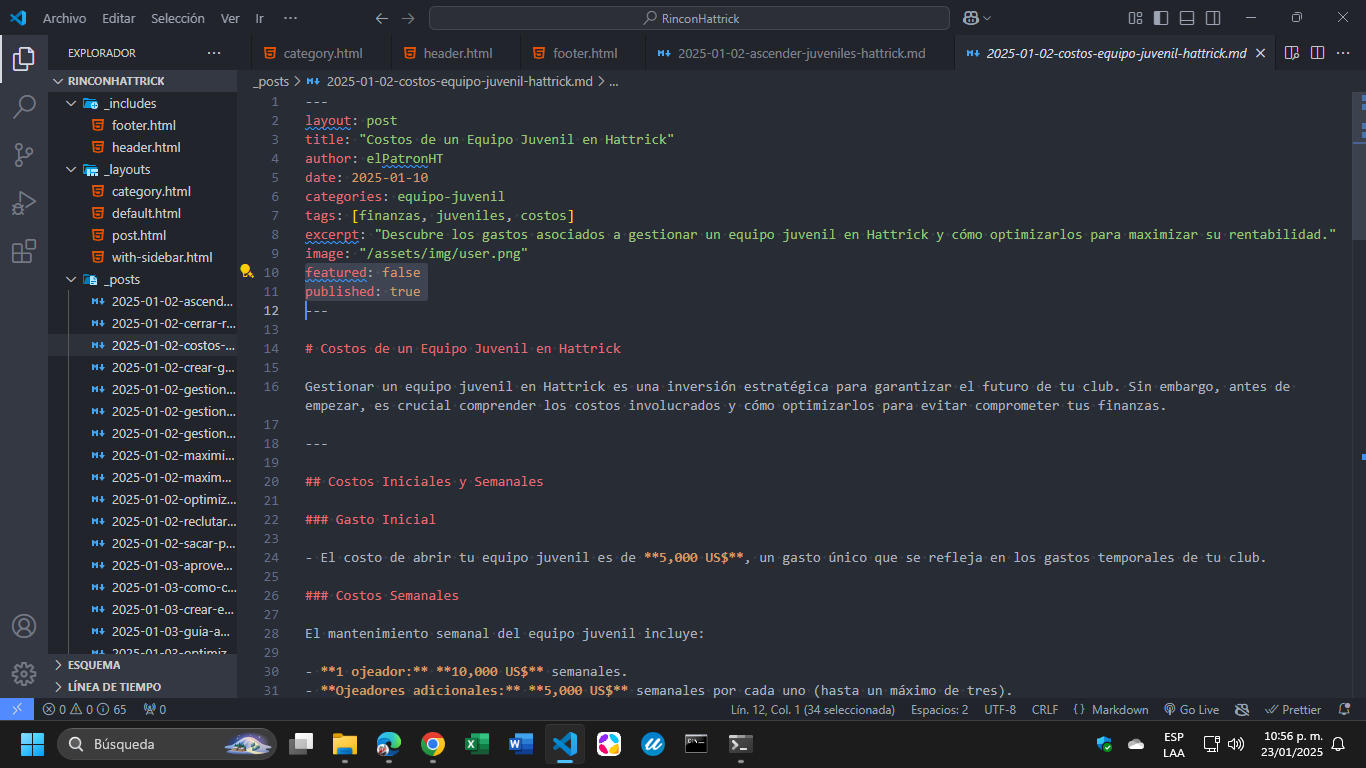 Archivo Editar Selección Ver Ir ··· RinconHattrick
EXPLORADOR ··· category.html header.html footer.html 2025-01-02-ascender-juveniles-hattrick.md 2025-01-02-costos-equipo-juvenil-hattrick.md ···
RINCONHATTRICK
_includes
footer.html
header.html
_layouts
category.html
default.html
post.html
with-sidebar.html
_posts
2025-01-02-ascend...
2025-01-02-cerrar-r...
2025-01-02-costos-...
2025-01-02-crear-g...
2025-01-02-gestion...
2025-01-02-gestion...
2025-01-02-gestion...
2025-01-02-maximi...
2025-01-02-maxim...
2025-01-02-optimiz...
2025-01-02-reclutar...
2025-01-02-sacar-p...
2025-01-03-aprove...
2025-01-03-como-c...
2025-01-03-crear-e...
2025-01-03-guia-a...
2025-01-03-optimiz...
ESQUEMA
LÍNEA DE TIEMPO
_posts > 2025-01-02-costos-equipo-juvenil-hattrick.md > ...
1 ---
2 layout: post
3 title: "Costos de un Equipo Juvenil en Hattrick"
4 author: elPatronHT
5 date: 2025-01-10
6 categories: equipo-juvenil
7 tags: [finanzas, juveniles, costos]
8 excerpt: "Descubre los gastos asociados a gestionar un equipo juvenil en Hattrick y cómo optimizarlos para maximizar su rentabilidad."
9 image: "/assets/img/user.png"
10 featured: false
11 published: true
12 ---
13
14 # Costos de un Equipo Juvenil en Hattrick
15
16 Gestionar un equipo juvenil en Hattrick es una inversión estratégica para garantizar el futuro de tu club. Sin embargo, antes de
empezar, es crucial comprender los costos involucrados y cómo optimizarlos para evitar comprometer tus finanzas.
17
18 ---
19
20 ## Costos Iniciales y Semanales
21
22 ### Gasto Inicial
23
24 - El costo de abrir tu equipo juvenil es de **5,000 US$**, un gasto único que se refleja en los gastos temporales de tu club.
25
26 ### Costos Semanales
27
28 El mantenimiento semanal del equipo juvenil incluye:
29
30 - **1 ojeador:** **10,000 US$** semanales.
31 - **Ojeadores adicionales:** **5,000 US$** semanales por cada uno (hasta un máximo de tres).
0 0 65 0 Lín. 12, Col. 1 (34 seleccionada) Espacios: 2 UTF-8 CRLF {} Markdown Go Live Prettier
Búsqueda ESP LAA 10:56 p. m. 23/01/2025